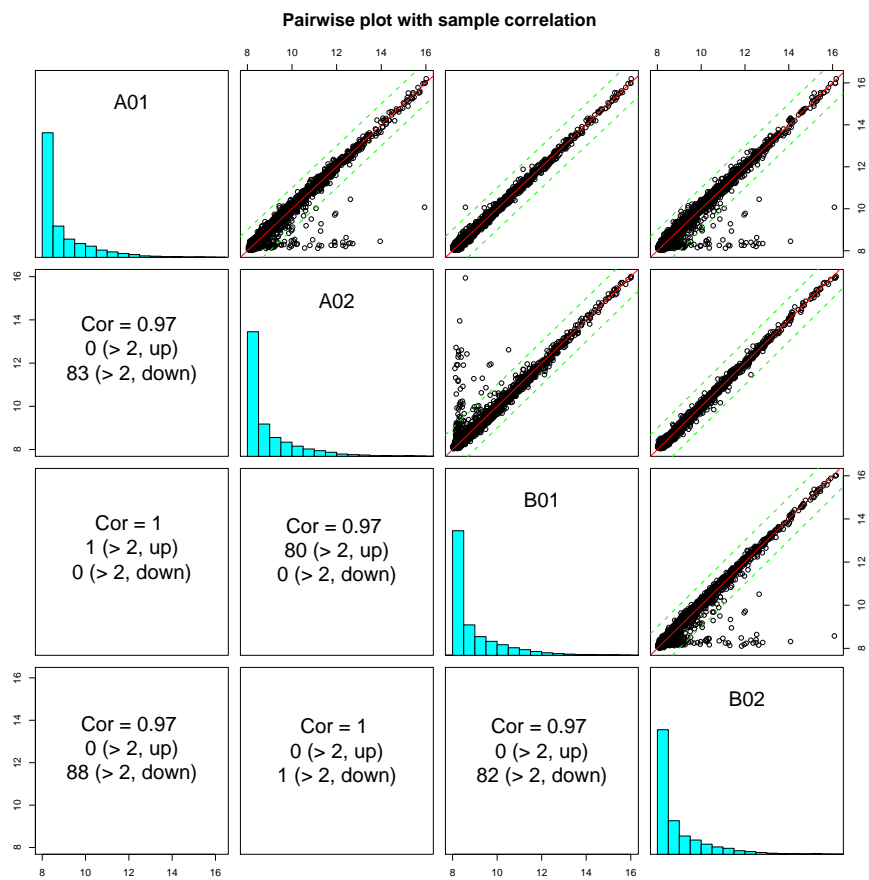 Pairwise plot with sample correlation
8 10 12 14 16
8 10 12 14 16
A01
8 10 12 14 16
8 10 12 14 16
Cor = 0.97
0 (> 2, up)
83 (> 2, down)
A02
Cor = 1
1 (> 2, up)
0 (> 2, down)
Cor = 0.97
80 (> 2, up)
0 (> 2, down)
B01
8 10 12 14 16
8 10 12 14 16
Cor = 0.97
0 (> 2, up)
88 (> 2, down)
Cor = 1
0 (> 2, up)
1 (> 2, down)
Cor = 0.97
0 (> 2, up)
82 (> 2, down)
B02
8 10 12 14 16
8 10 12 14 16